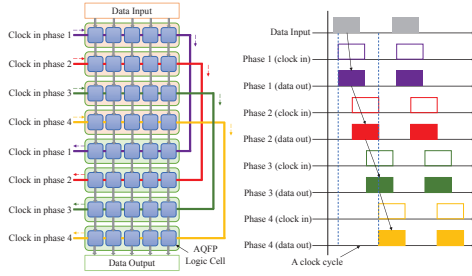 Data Input
Clock in phase 1
Clock in phase 2
Clock in phase 3
Clock in phase 4
Clock in phase 1
Clock in phase 2
Clock in phase 3
Clock in phase 4
Data Output
AQFP
Logic Cell
Data Input
Phase 1 (clock in)
Phase 1 (data out)
Phase 2 (clock in)
Phase 2 (data out)
Phase 3 (clock in)
Phase 3 (data out)
Phase 4 (clock in)
Phase 4 (data out)
A clock cycle